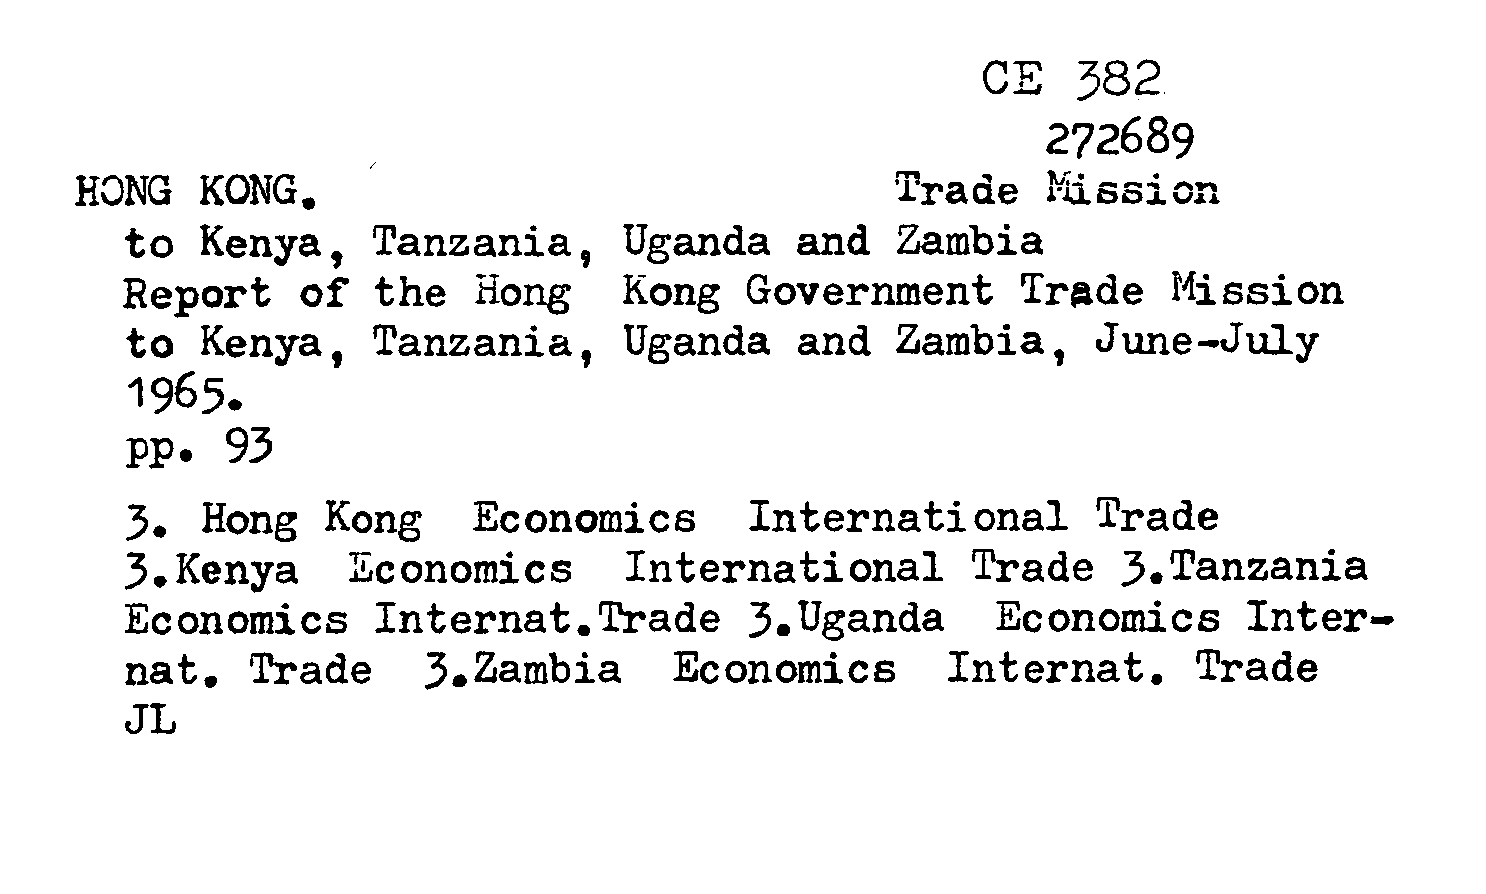 CE 382
272689
HONG KONG. Trade Mission
to Kenya, Tanzania, Uganda and Zambia
Report of the Hong Kong Government Trade Mission
to Kenya, Tanzania, Uganda and Zambia, June-July
1965.
pp. 93
3. Hong Kong Economics International Trade
3.Kenya Economics International Trade 3.Tanzania
Economics Internat.Trade 3.Uganda Economics Inter-
nat. Trade 3.Zambia Economics Internat. Trade
JL